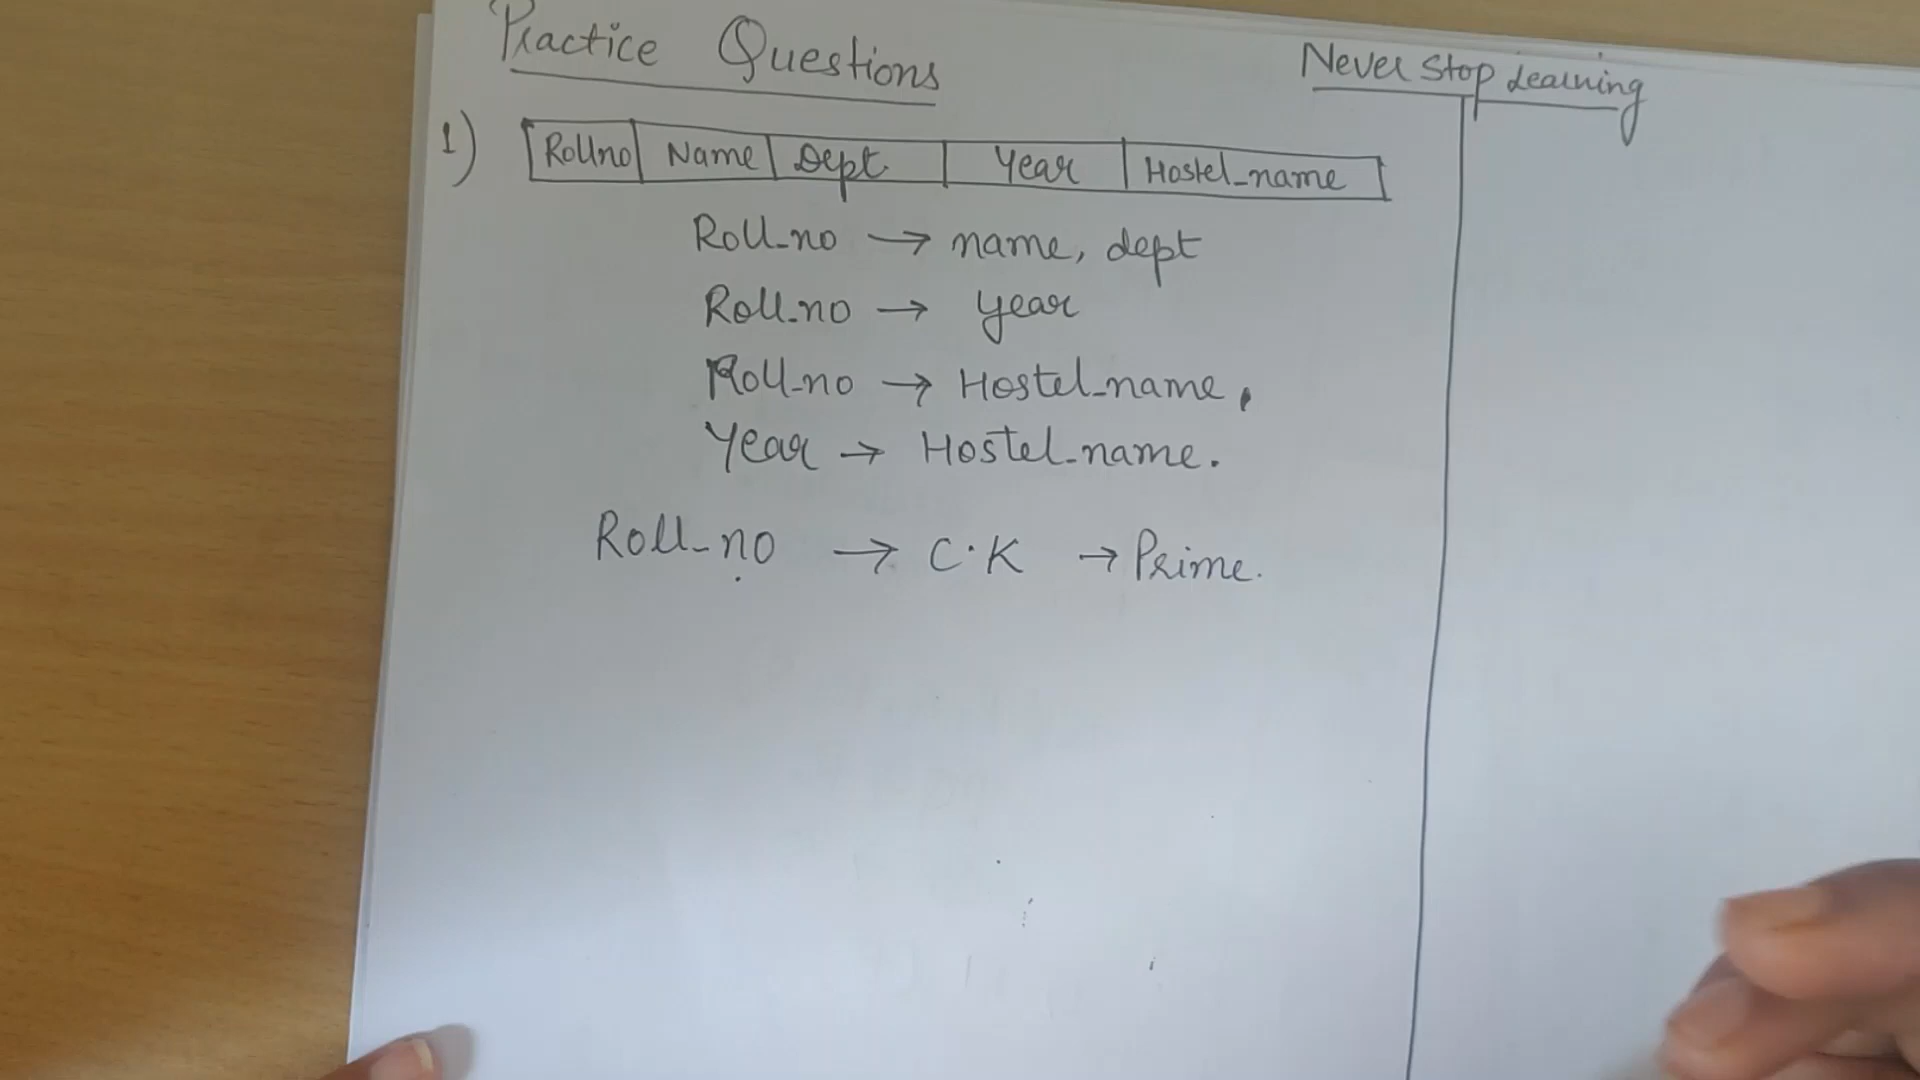 Practice Questions
Never Stop Learning
1)
Rollno Name Dept. Year Hostel_name
Roll_no → name, dept
Roll_no → year
Roll_no → Hostel_name,
Year → Hostel_name.
Roll_no → C.K → Prime.